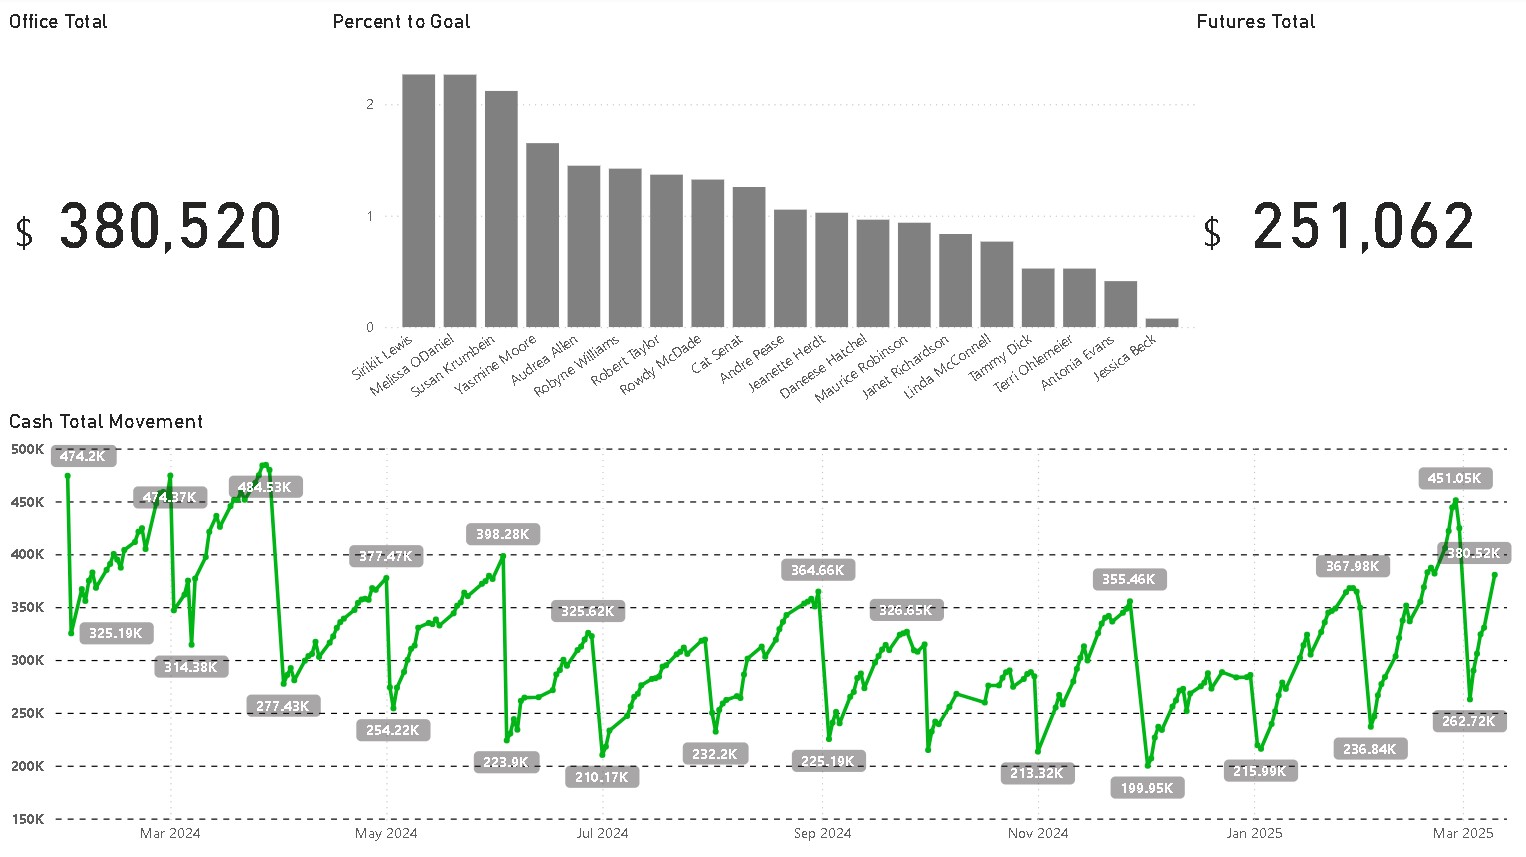 Office Total
Percent to Goal
Futures Total
$ 380,520
2
1
0
Sirikit Lewis
Melissa ODaniel
Susan Krumbein
Yasmine Moore
Audrea Allen
Robyne Williams
Robert Taylor
Rowdy McDade
Cat Senat
Andre Pease
Jeanette Herdt
Daneese Hatchel
Maurice Robinson
Janet Richardson
Linda McConnell
Tammy Dick
Terri Ohlemeier
Antonia Evans
Jessica Beck
$ 251,062
Cash Total Movement
500K
450K
400K
350K
300K
250K
200K
150K
474.2K
325.19K
474.37K
314.38K
484.53K
277.43K
377.47K
254.22K
398.28K
223.9K
325.62K
210.17K
232.2K
364.66K
225.19K
326.65K
213.32K
355.46K
199.95K
215.99K
367.98K
236.84K
451.05K
380.52K
262.72K
Mar 2024
May 2024
Jul 2024
Sep 2024
Nov 2024
Jan 2025
Mar 2025